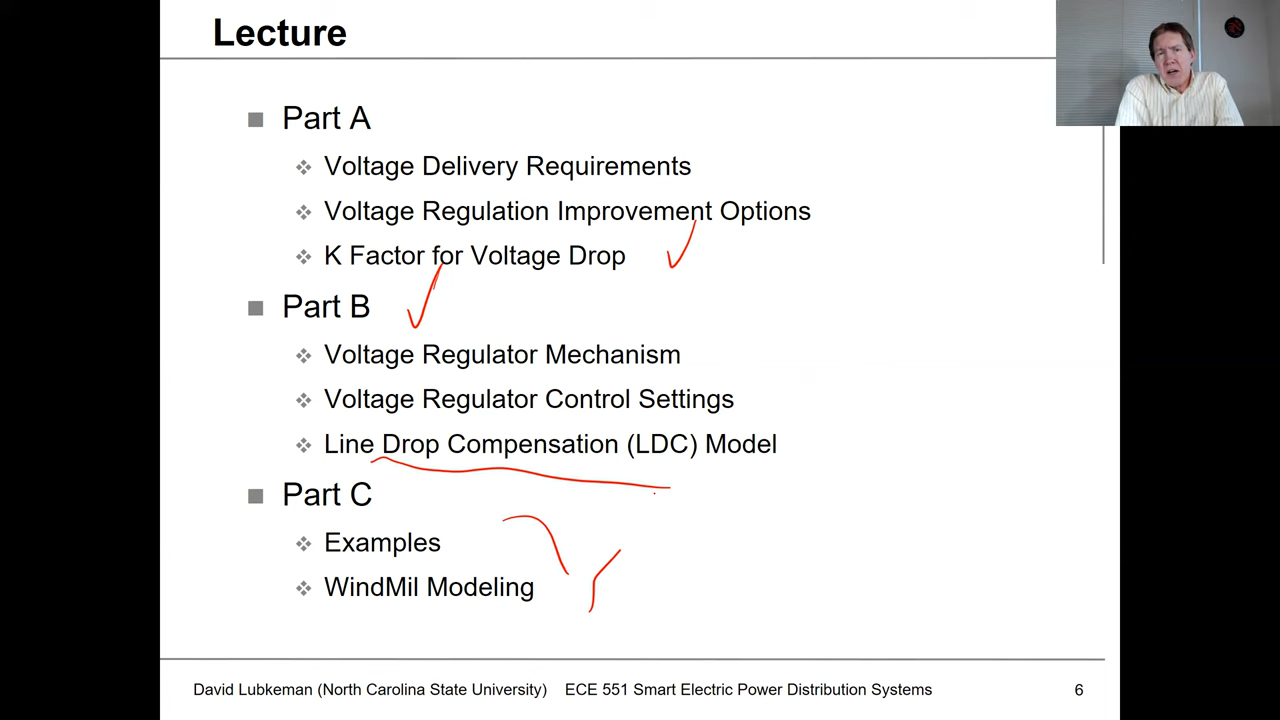 Lecture
Part A
Voltage Delivery Requirements
Voltage Regulation Improvement Options
K Factor for Voltage Drop
Part B
Voltage Regulator Mechanism
Voltage Regulator Control Settings
Line Drop Compensation (LDC) Model
Part C
Examples
WindMil Modeling
David Lubkeman (North Carolina State University) ECE 551 Smart Electric Power Distribution Systems 6